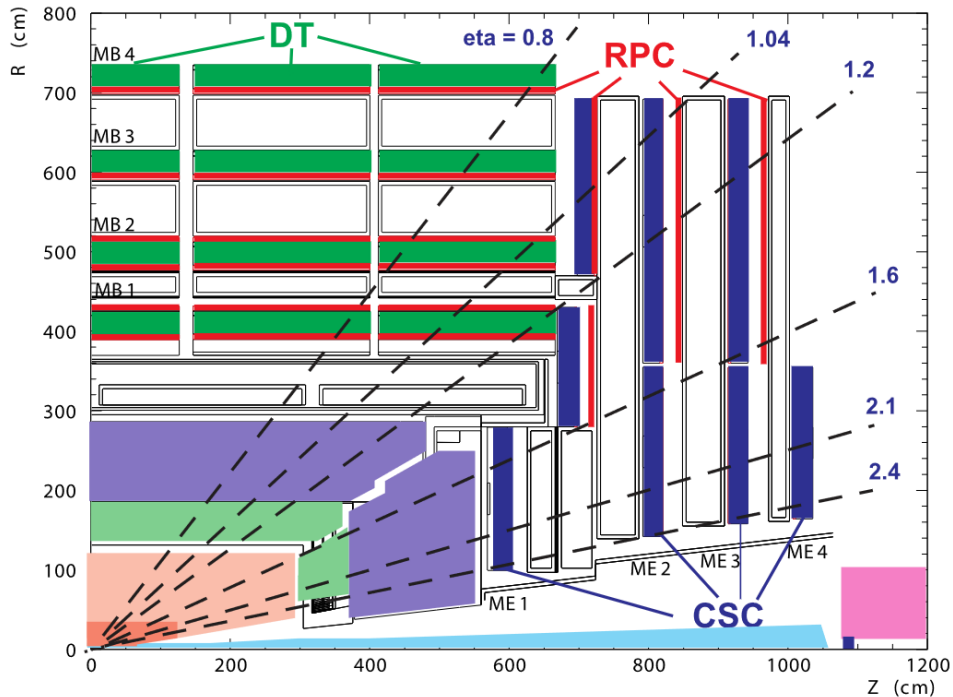 R (cm)
800
700
600
500
400
300
200
100
0
MB 4
MB 3
MB 2
MB 1
DT
eta = 0.8
1.04
RPC
1.2
1.6
2.1
2.4
ME 1
ME 2
ME 3
ME 4
CSC
0
200
400
600
800
1000
1200
Z (cm)